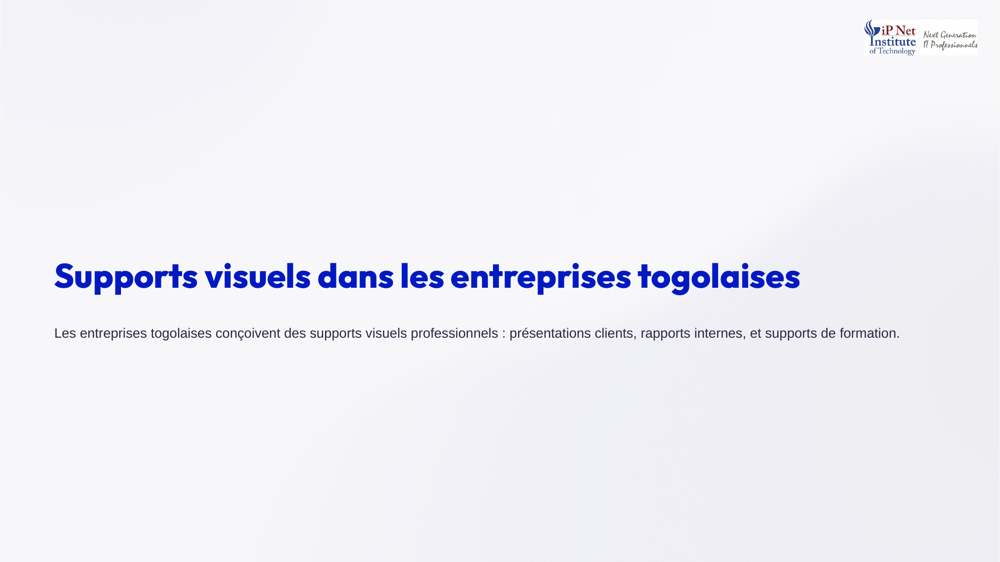 iP Net
Institute
of Technology
Next Generation
IT Professionnels
Supports visuels dans les entreprises togolaises
Les entreprises togolaises conçoivent des supports visuels professionnels : présentations clients, rapports internes, et supports de formation.